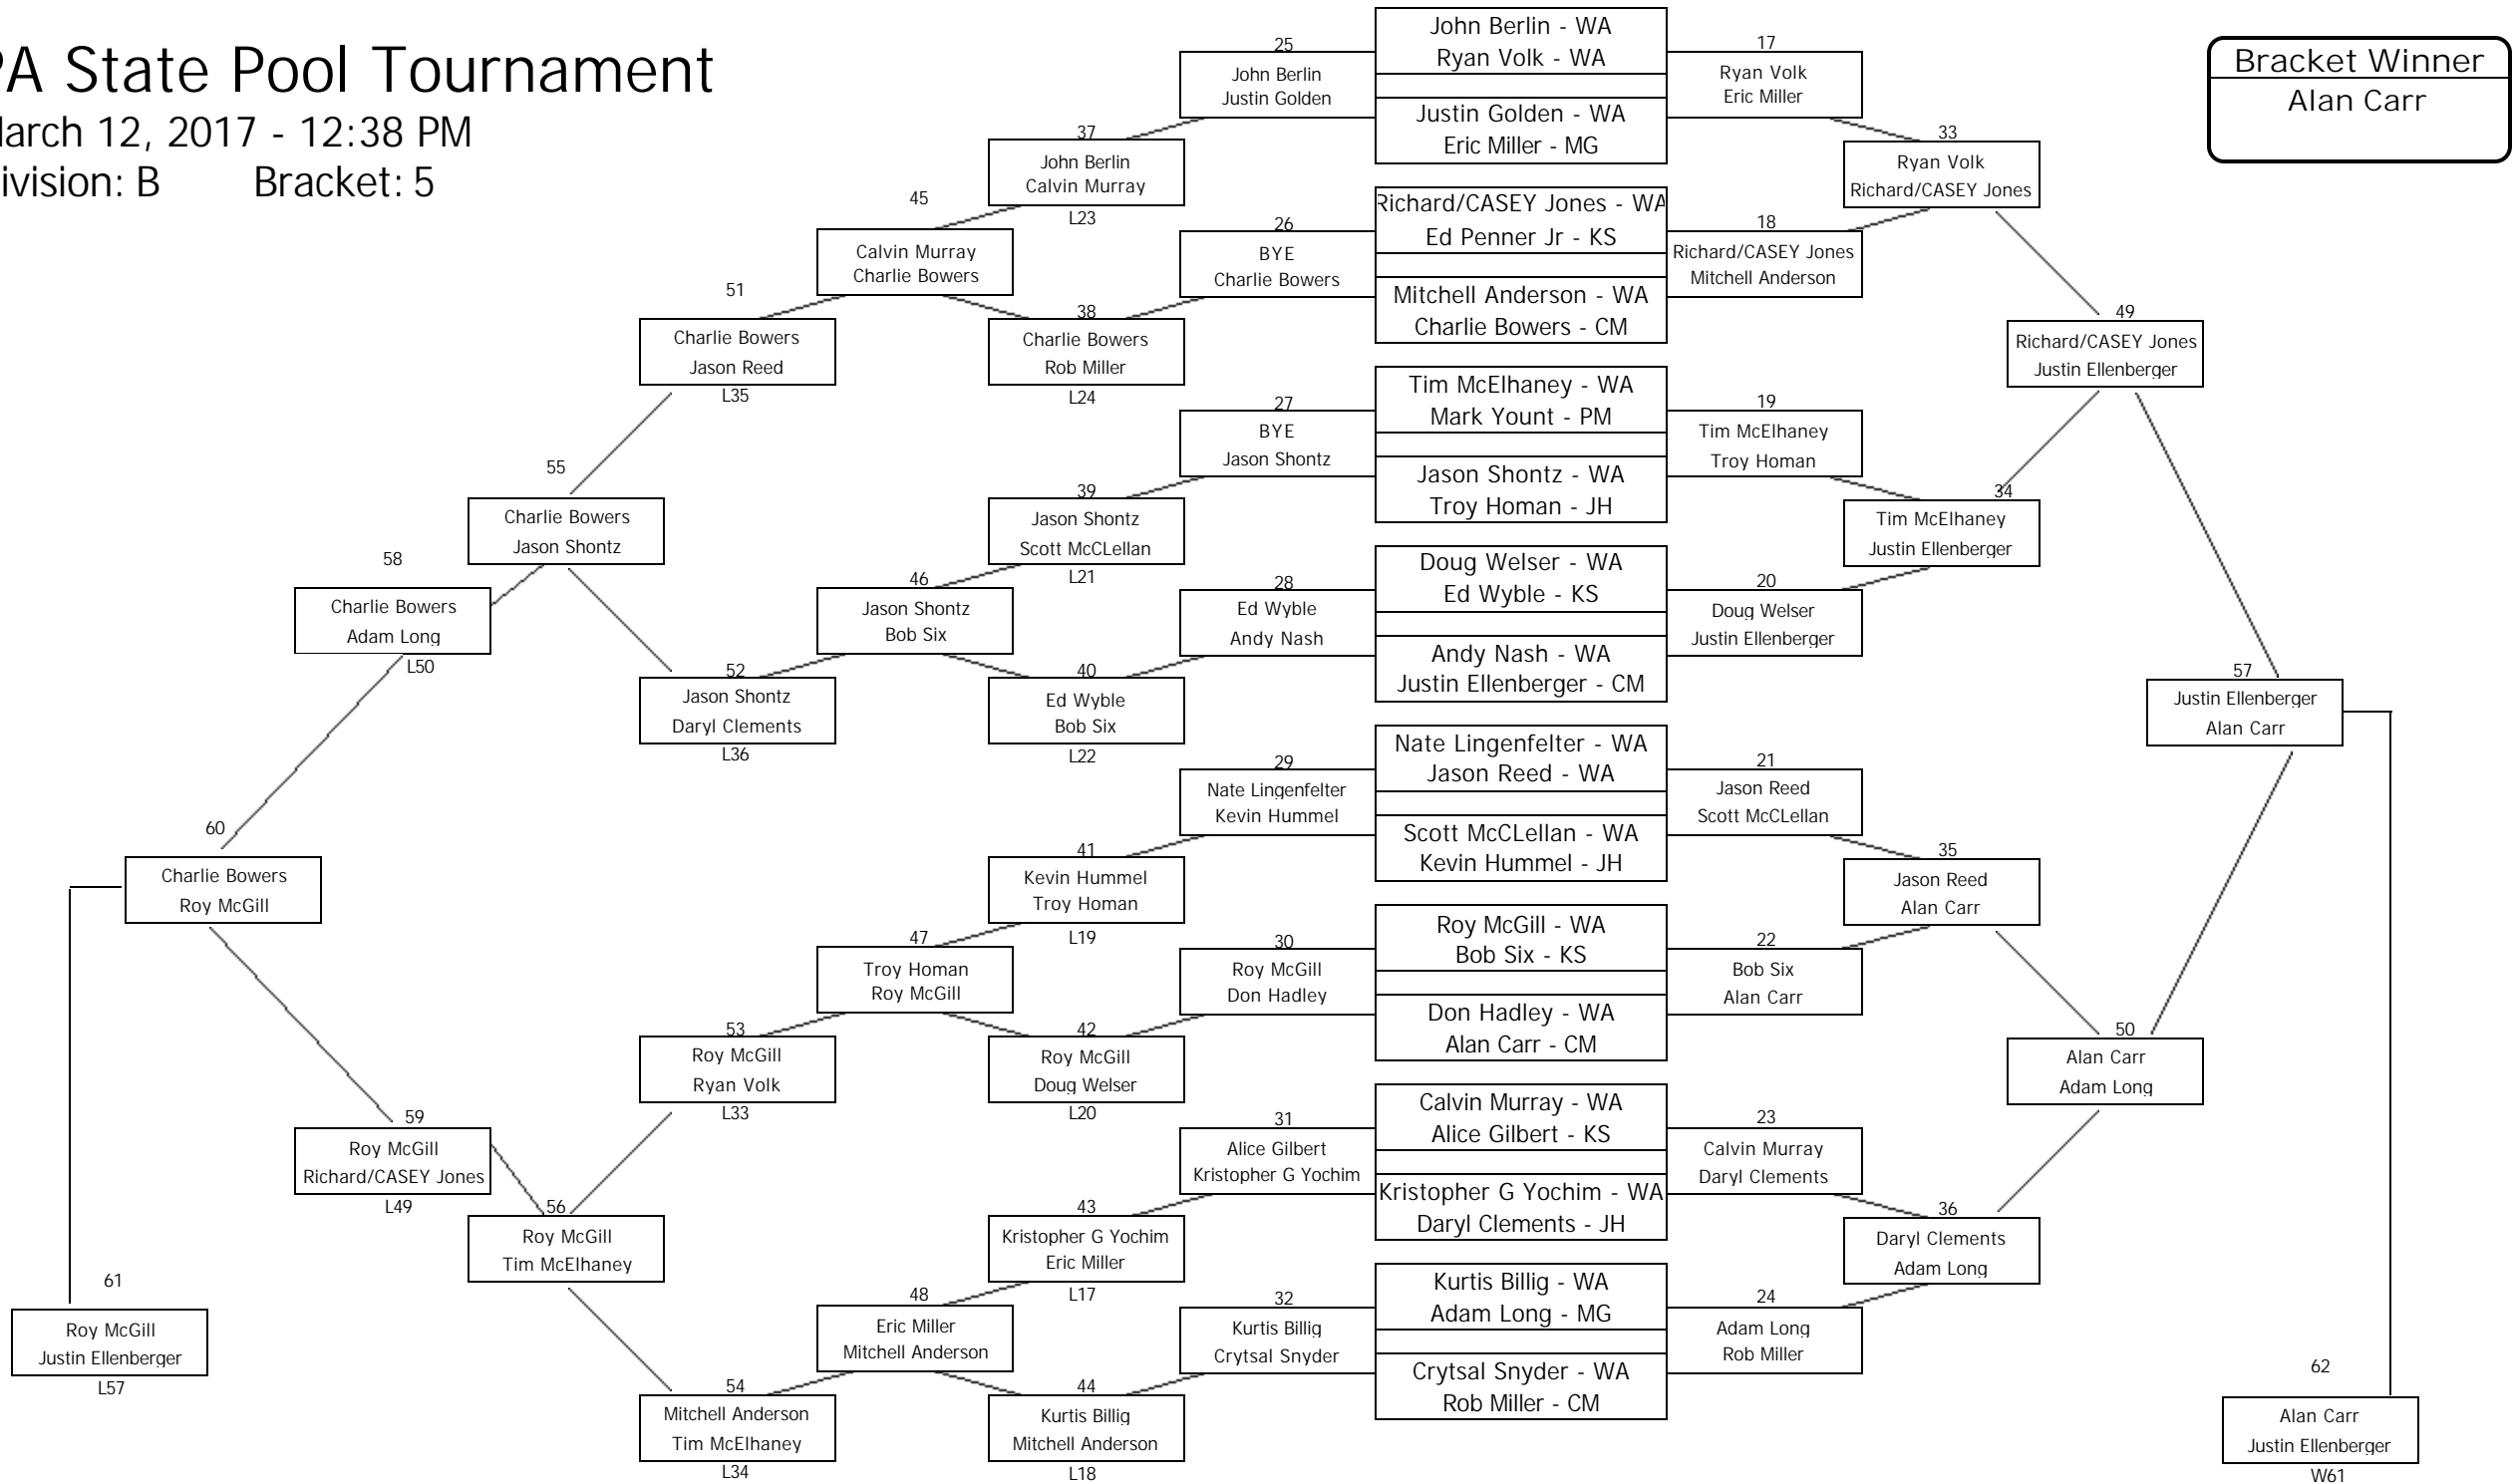 PA State Pool Tournament
March 12, 2017 - 12:38 PM
Division: B Bracket: 5
Bracket Winner
Alan Carr
John Berlin - WA
Ryan Volk - WA
Justin Golden - WA
Eric Miller - MG
Richard/CASEY Jones - WA
Ed Penner Jr - KS
Mitchell Anderson - WA
Charlie Bowers - CM
Tim McElhaney - WA
Mark Yount - PM
Jason Shontz - WA
Troy Homan - JH
Doug Welser - WA
Ed Wyble - KS
Andy Nash - WA
Justin Ellenberger - CM
Nate Lingenfelter - WA
Jason Reed - WA
Scott McCLellan - WA
Kevin Hummel - JH
Roy McGill - WA
Bob Six - KS
Don Hadley - WA
Alan Carr - CM
Calvin Murray - WA
Alice Gilbert - KS
Kristopher G Yochim - WA
Daryl Clements - JH
Kurtis Billig - WA
Adam Long - MG
Crytsal Snyder - WA
Rob Miller - CM
17
Ryan Volk
Eric Miller
18
Richard/CASEY Jones
Mitchell Anderson
19
Tim McElhaney
Troy Homan
20
Doug Welser
Justin Ellenberger
21
Jason Reed
Scott McCLellan
22
Bob Six
Alan Carr
23
Calvin Murray
Daryl Clements
24
Adam Long
Rob Miller
25
John Berlin
Justin Golden
26
BYE
Charlie Bowers
27
BYE
Jason Shontz
28
Ed Wyble
Andy Nash
29
Nate Lingenfelter
Kevin Hummel
30
Roy McGill
Don Hadley
31
Alice Gilbert
Kristopher G Yochim
32
Kurtis Billig
Crytsal Snyder
33
Ryan Volk
Richard/CASEY Jones
34
Tim McElhaney
Justin Ellenberger
35
Jason Reed
Alan Carr
36
Daryl Clements
Adam Long
37
John Berlin
Calvin Murray
L23
38
Charlie Bowers
Rob Miller
L24
39
Jason Shontz
Scott McCLellan
L21
40
Ed Wyble
Bob Six
L22
41
Kevin Hummel
Troy Homan
L19
42
Roy McGill
Doug Welser
L20
43
Kristopher G Yochim
Eric Miller
L17
44
Kurtis Billig
Mitchell Anderson
L18
45
Calvin Murray
Charlie Bowers
46
Jason Shontz
Bob Six
47
Troy Homan
Roy McGill
48
Eric Miller
Mitchell Anderson
49
Richard/CASEY Jones
Justin Ellenberger
50
Alan Carr
Adam Long
51
Charlie Bowers
Jason Reed
L35
52
Jason Shontz
Daryl Clements
L36
53
Roy McGill
Ryan Volk
L33
54
Mitchell Anderson
Tim McElhaney
L34
55
Charlie Bowers
Jason Shontz
56
Roy McGill
Tim McElhaney
57
Justin Ellenberger
Alan Carr
58
Charlie Bowers
Adam Long
L50
59
Roy McGill
Richard/CASEY Jones
L49
60
Charlie Bowers
Roy McGill
61
Roy McGill
Justin Ellenberger
L57
62
Alan Carr
Justin Ellenberger
W61